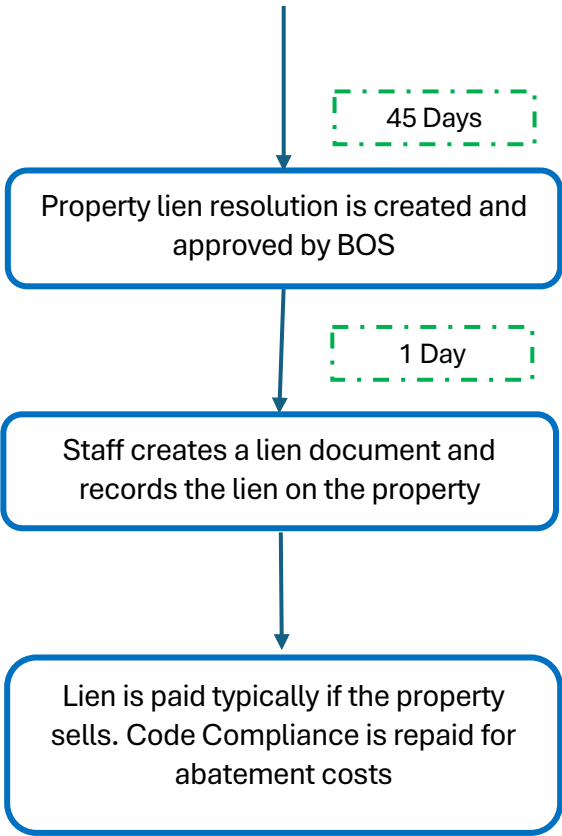 45 Days
Property lien resolution is created and
approved by BOS
1 Day
Staff creates a lien document and
records the lien on the property
Lien is paid typically if the property
sells. Code Compliance is repaid for
abatement costs